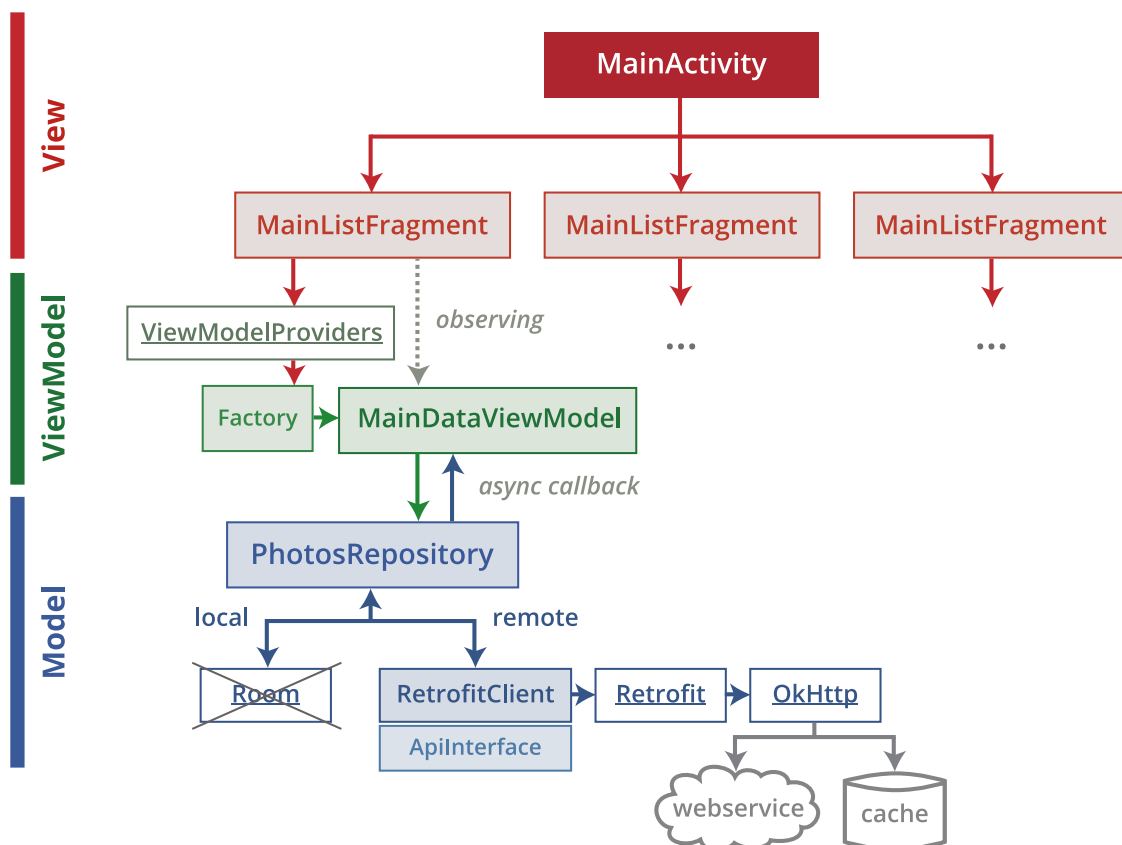 MainActivity
View
MainListFragment
MainListFragment
MainListFragment
ViewModel
ViewModelProviders
observing
...
...
Factory
MainDataViewModel
async callback
Model
PhotosRepository
local
remote
Room
RetrofitClient
Retrofit
OkHttp
ApiInterface
webservice
cache